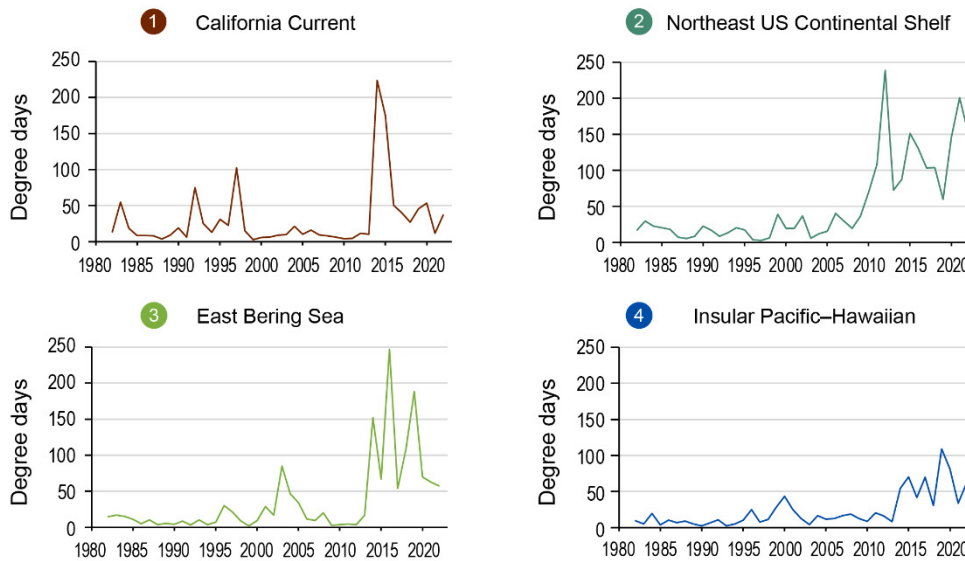 1 California Current
Degree days
250
200
150
100
50
0
1980 1985 1990 1995 2000 2005 2010 2015 2020
2 Northeast US Continental Shelf
Degree days
250
200
150
100
50
0
1980 1985 1990 1995 2000 2005 2010 2015 2020
3 East Bering Sea
Degree days
250
200
150
100
50
0
1980 1985 1990 1995 2000 2005 2010 2015 2020
4 Insular Pacific–Hawaiian
Degree days
250
200
150
100
50
0
1980 1985 1990 1995 2000 2005 2010 2015 2020